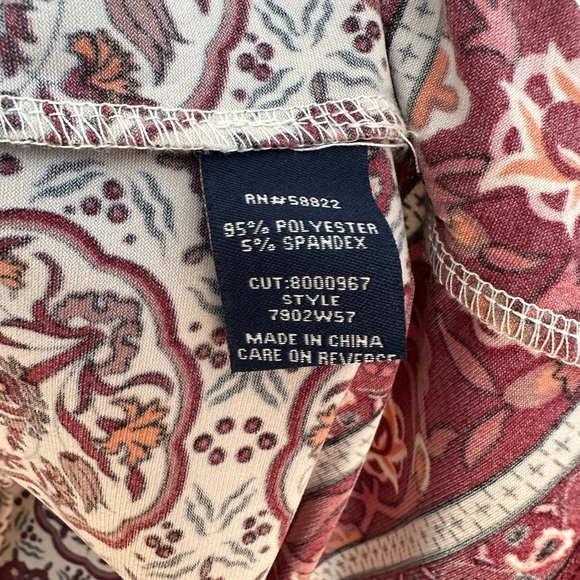 RN#58822
95% POLYESTER
5% SPANDEX
CUT:8000967
STYLE
7902W57
MADE IN CHINA
CARE ON REVERSE